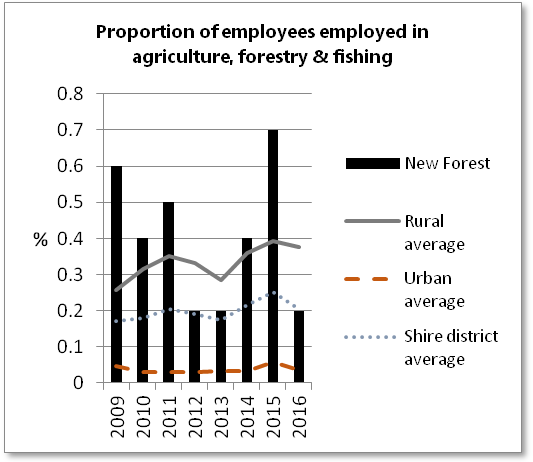 Proportion of employees employed in
agriculture, forestry & fishing
0.8
0.7
0.6
0.5
0.4
0.3
0.2
0.1
0
%
2009
2010
2011
2012
2013
2014
2015
2016
New Forest
Rural
average
Urban
average
Shire district
average